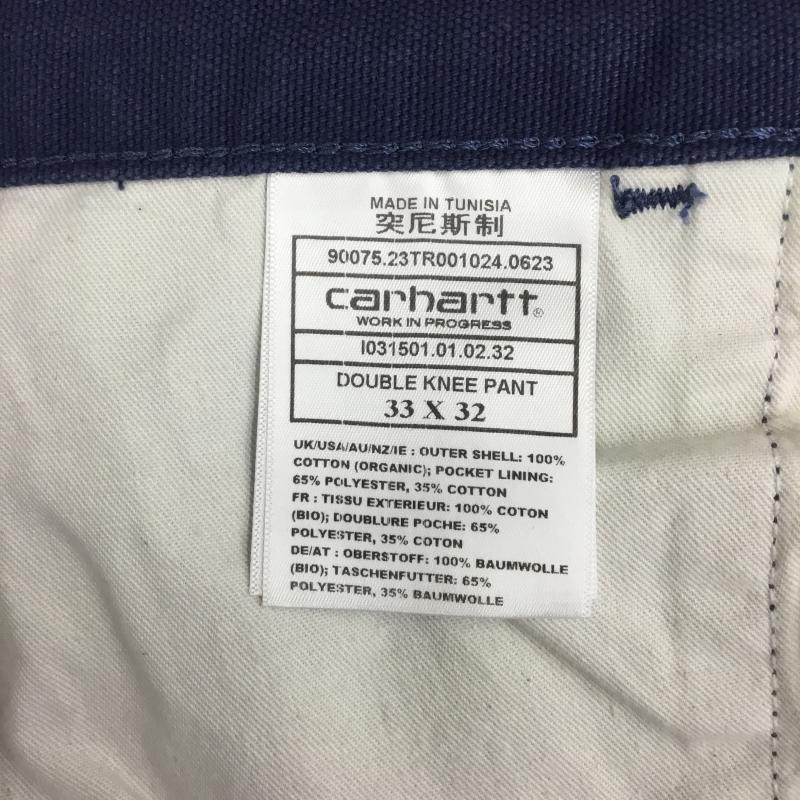 MADE IN TUNISIA
突尼斯制
90075.23TR001024.0623
carhartt®
WORK IN PROGRESS
I031501.01.02.32
DOUBLE KNEE PANT
33 X 32
UK/USA/AU/NZ/IE : OUTER SHELL: 100%
COTTON (ORGANIC); POCKET LINING:
65% POLYESTER, 35% COTTON
FR : TISSU EXTERIEUR: 100% COTON
(BIO); DOUBLURE POCHE: 65%
POLYESTER, 35% COTON
DE/AT : OBERSTOFF: 100% BAUMWOLLE
(BIO); TASCHENFUTTER: 65%
POLYESTER, 35% BAUMWOLLE